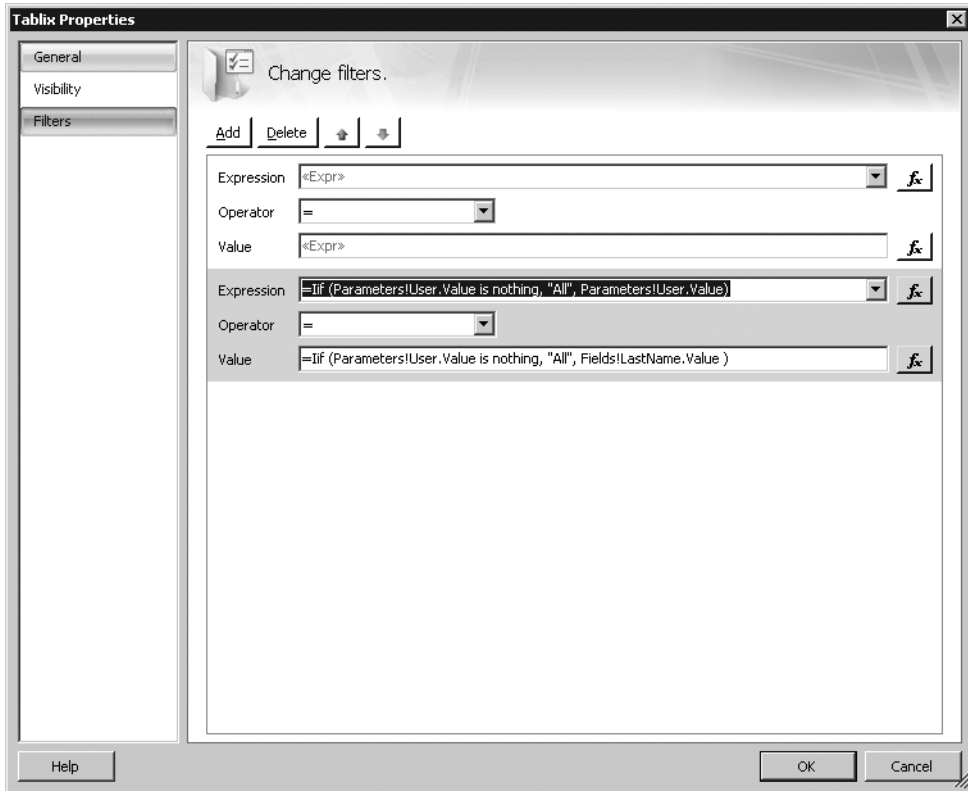 Tablix Properties
General
Visibility
Filters
Change filters.
Add Delete
Expression «Expr»
Operator =
Value «Expr»
Expression =Iif (Parameters!User.Value is nothing, "All", Parameters!User.Value)
Operator =
Value =Iif (Parameters!User.Value is nothing, "All", Fields!LastName.Value )
Help OK Cancel